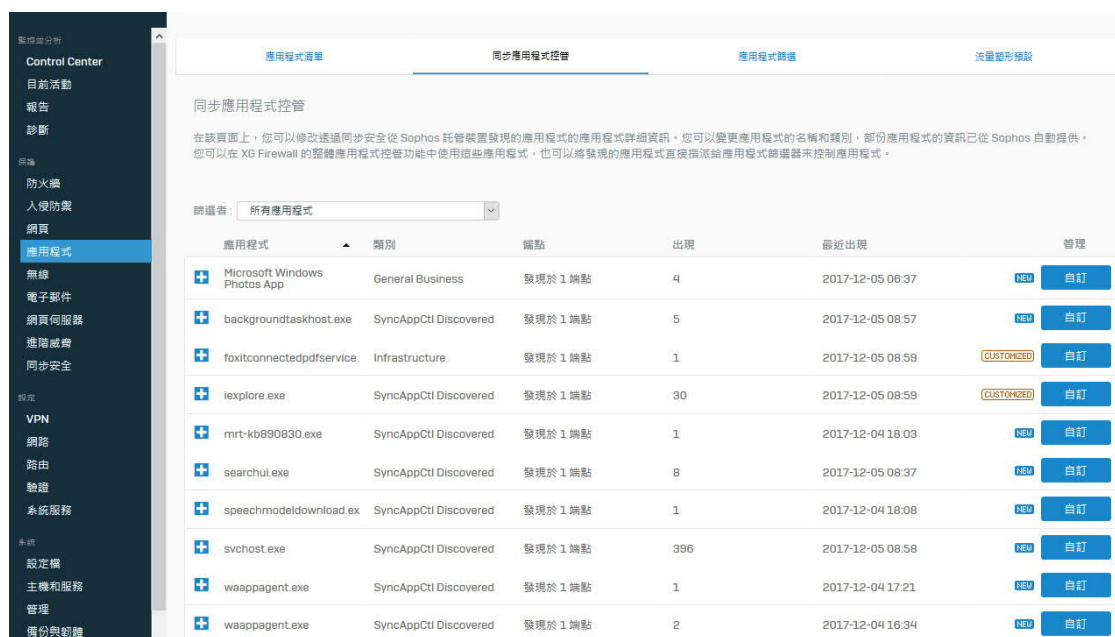 監控並分析
Control Center
目前活動
報告
診斷
保護
防火牆
入侵防禦
網頁
應用程式
無線
電子郵件
網頁伺服器
進階威脅
同步安全
設定
VPN
網路
路由
驗證
系統服務
系統
設定檔
主機和服務
管理
備份與韌體
應用程式清單 同步應用程式控管 應用程式篩選 流量塑形預設
同步應用程式控管
在該頁面上，您可以修改透過同步安全從 Sophos 託管裝置發現的應用程式的應用程式詳細資訊。您可以變更應用程式的名稱和類別，部份應用程式的資訊已從 Sophos 自動提供。
您可以在 XG Firewall 的整體應用程式控管功能中使用這些應用程式，也可以將發現的應用程式直接指派給應用程式篩選器來控制應用程式。
篩選者: 所有應用程式
應用程式 類別 端點 出現 最近出現 管理
Microsoft Windows
Photos App General Business 發現於 1 端點 4 2017-12-05 06:37 NEW 自訂
backgroundtaskhost.exe SyncAppCtl Discovered 發現於 1 端點 5 2017-12-05 08:57 NEW 自訂
foxitconnectedpdfservice. Infrastructure 發現於 1 端點 1 2017-12-05 08:59 CUSTOMIZED 自訂
iexplore.exe SyncAppCtl Discovered 發現於 1 端點 30 2017-12-05 08:59 CUSTOMIZED 自訂
mrt-kb890830.exe SyncAppCtl Discovered 發現於 1 端點 1 2017-12-04 18:03 NEW 自訂
searchui.exe SyncAppCtl Discovered 發現於 1 端點 8 2017-12-05 08:37 NEW 自訂
speechmodeldownload.ex SyncAppCtl Discovered 發現於 1 端點 1 2017-12-04 18:08 NEW 自訂
svchost.exe SyncAppCtl Discovered 發現於 1 端點 396 2017-12-05 08:58 NEW 自訂
waappagent.exe SyncAppCtl Discovered 發現於 1 端點 1 2017-12-04 17:21 NEW 自訂
waappagent.exe SyncAppCtl Discovered 發現於 1 端點 2 2017-12-04 16:34 NEW 自訂